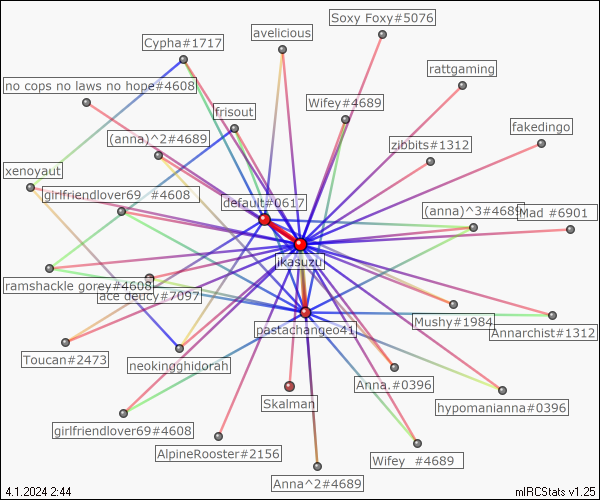 Soxy Foxy#5076
avelicious
Cypha#1717
rattgaming
no cops no laws no hope#4608
Wifey#4689
frisout
fakedingo
(anna)^2#4689
zibbits#1312
xenoyaut
girlfriendlover69 #4608
default#0617
(anna)^3#4689
Mad #6901
ikasuzu
ramshackle gorey#4608
ace deucy#7097
Mushy#1984
pastachangeo41
Annarchist#1312
Toucan#2473
neokingghidorah
Anna.#0396
Skalman
hypomanianna#0396
girlfriendlover69#4608
AlpineRooster#2156
Wifey #4689
Anna^2#4689
4.1.2024 2:44
mIRCStats v1.25